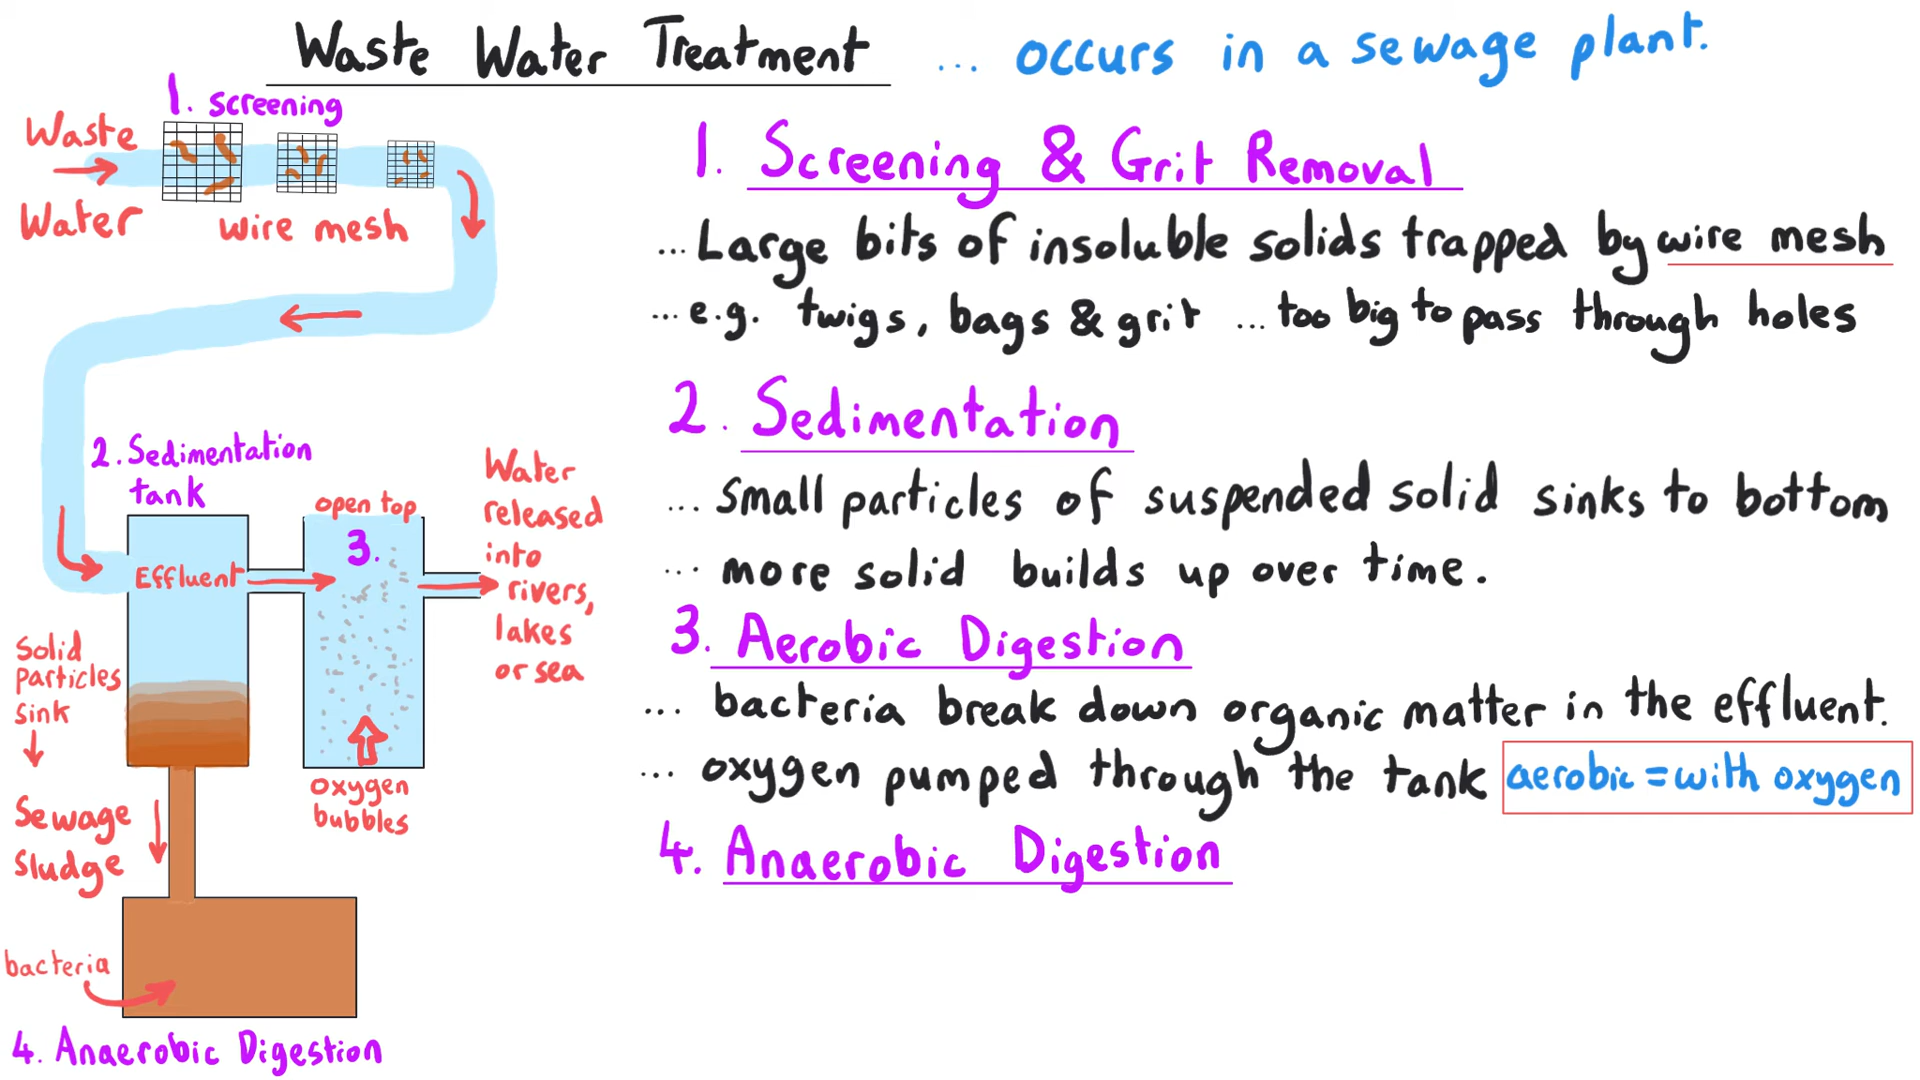 Waste Water Treatment ... occurs in a sewage plant.
1. Screening
Waste
Water
wire mesh
2. Sedimentation
tank
Effluent
open top
3.
Water
released
into
rivers,
lakes
or sea
Solid
particles
sink
oxygen
bubbles
Sewage
Sludge
bacteria
4. Anaerobic Digestion
1. Screening & Grit Removal
... Large bits of insoluble solids trapped by wire mesh
... e.g. twigs, bags & grit ... too big to pass through holes
2. Sedimentation
... small particles of suspended solid sinks to bottom
... more solid builds up over time.
3. Aerobic Digestion
... bacteria break down organic matter in the effluent.
... oxygen pumped through the tank aerobic = with oxygen
4. Anaerobic Digestion